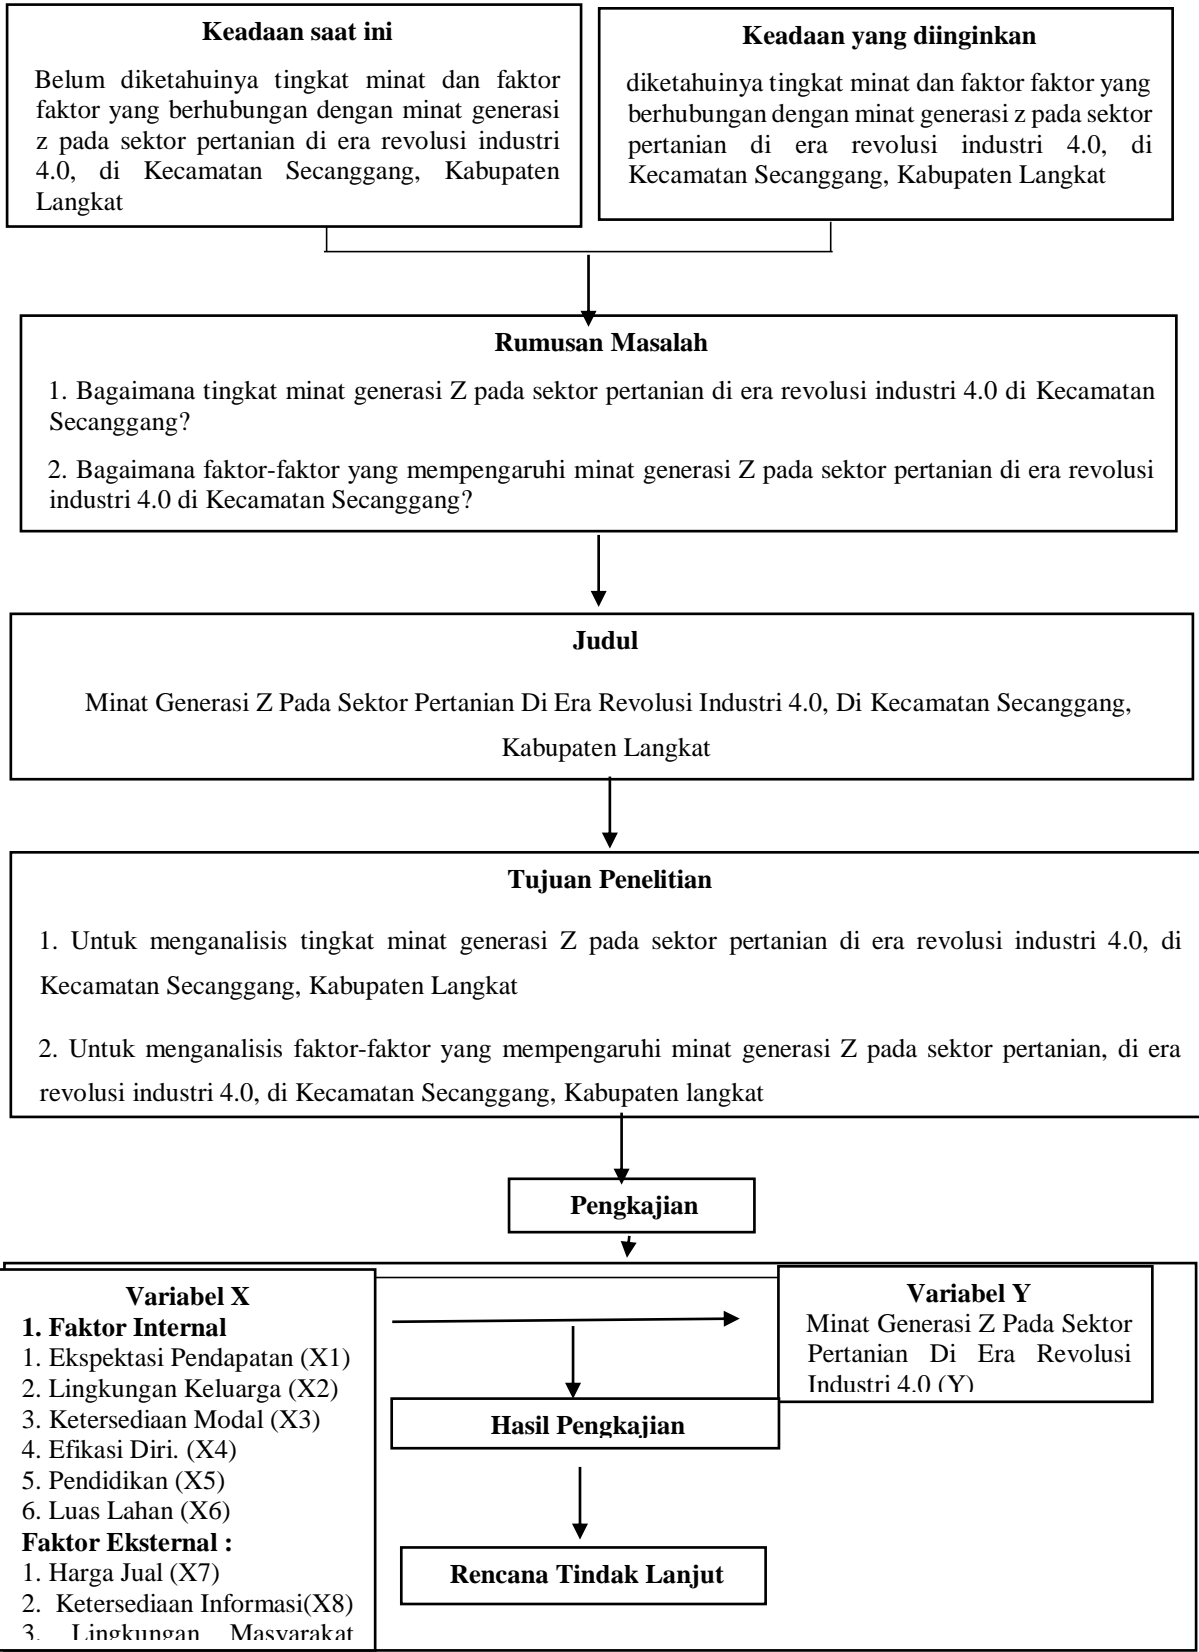 Keadaan saat ini
Belum diketahuinya tingkat minat dan faktor
faktor yang berhubungan dengan minat generasi
z pada sektor pertanian di era revolusi industri
4.0, di Kecamatan Secanggang, Kabupaten
Langkat
Keadaan yang diinginkan
diketahuinya tingkat minat dan faktor faktor yang
berhubungan dengan minat generasi z pada sektor
pertanian di era revolusi industri 4.0, di
Kecamatan Secanggang, Kabupaten Langkat
Rumusan Masalah
1. Bagaimana tingkat minat generasi Z pada sektor pertanian di era revolusi industri 4.0 di Kecamatan
Secanggang?
2. Bagaimana faktor-faktor yang mempengaruhi minat generasi Z pada sektor pertanian di era revolusi
industri 4.0 di Kecamatan Secanggang?
Judul
Minat Generasi Z Pada Sektor Pertanian Di Era Revolusi Industri 4.0, Di Kecamatan Secanggang,
Kabupaten Langkat
Tujuan Penelitian
1. Untuk menganalisis tingkat minat generasi Z pada sektor pertanian di era revolusi industri 4.0, di
Kecamatan Secanggang, Kabupaten Langkat
2. Untuk menganalisis faktor-faktor yang mempengaruhi minat generasi Z pada sektor pertanian, di era
revolusi industri 4.0, di Kecamatan Secanggang, Kabupaten langkat
Pengkajian
Variabel X
1. Faktor Internal
1. Ekspektasi Pendapatan (X1)
2. Lingkungan Keluarga (X2)
3. Ketersediaan Modal (X3)
4. Efikasi Diri. (X4)
5. Pendidikan (X5)
6. Luas Lahan (X6)
Faktor Eksternal :
1. Harga Jual (X7)
2. Ketersediaan Informasi(X8)
3. Lingkungan Masyarakat
Variabel Y
Minat Generasi Z Pada Sektor
Pertanian Di Era Revolusi
Industri 4.0 (Y)
Hasil Pengkajian
Rencana Tindak Lanjut